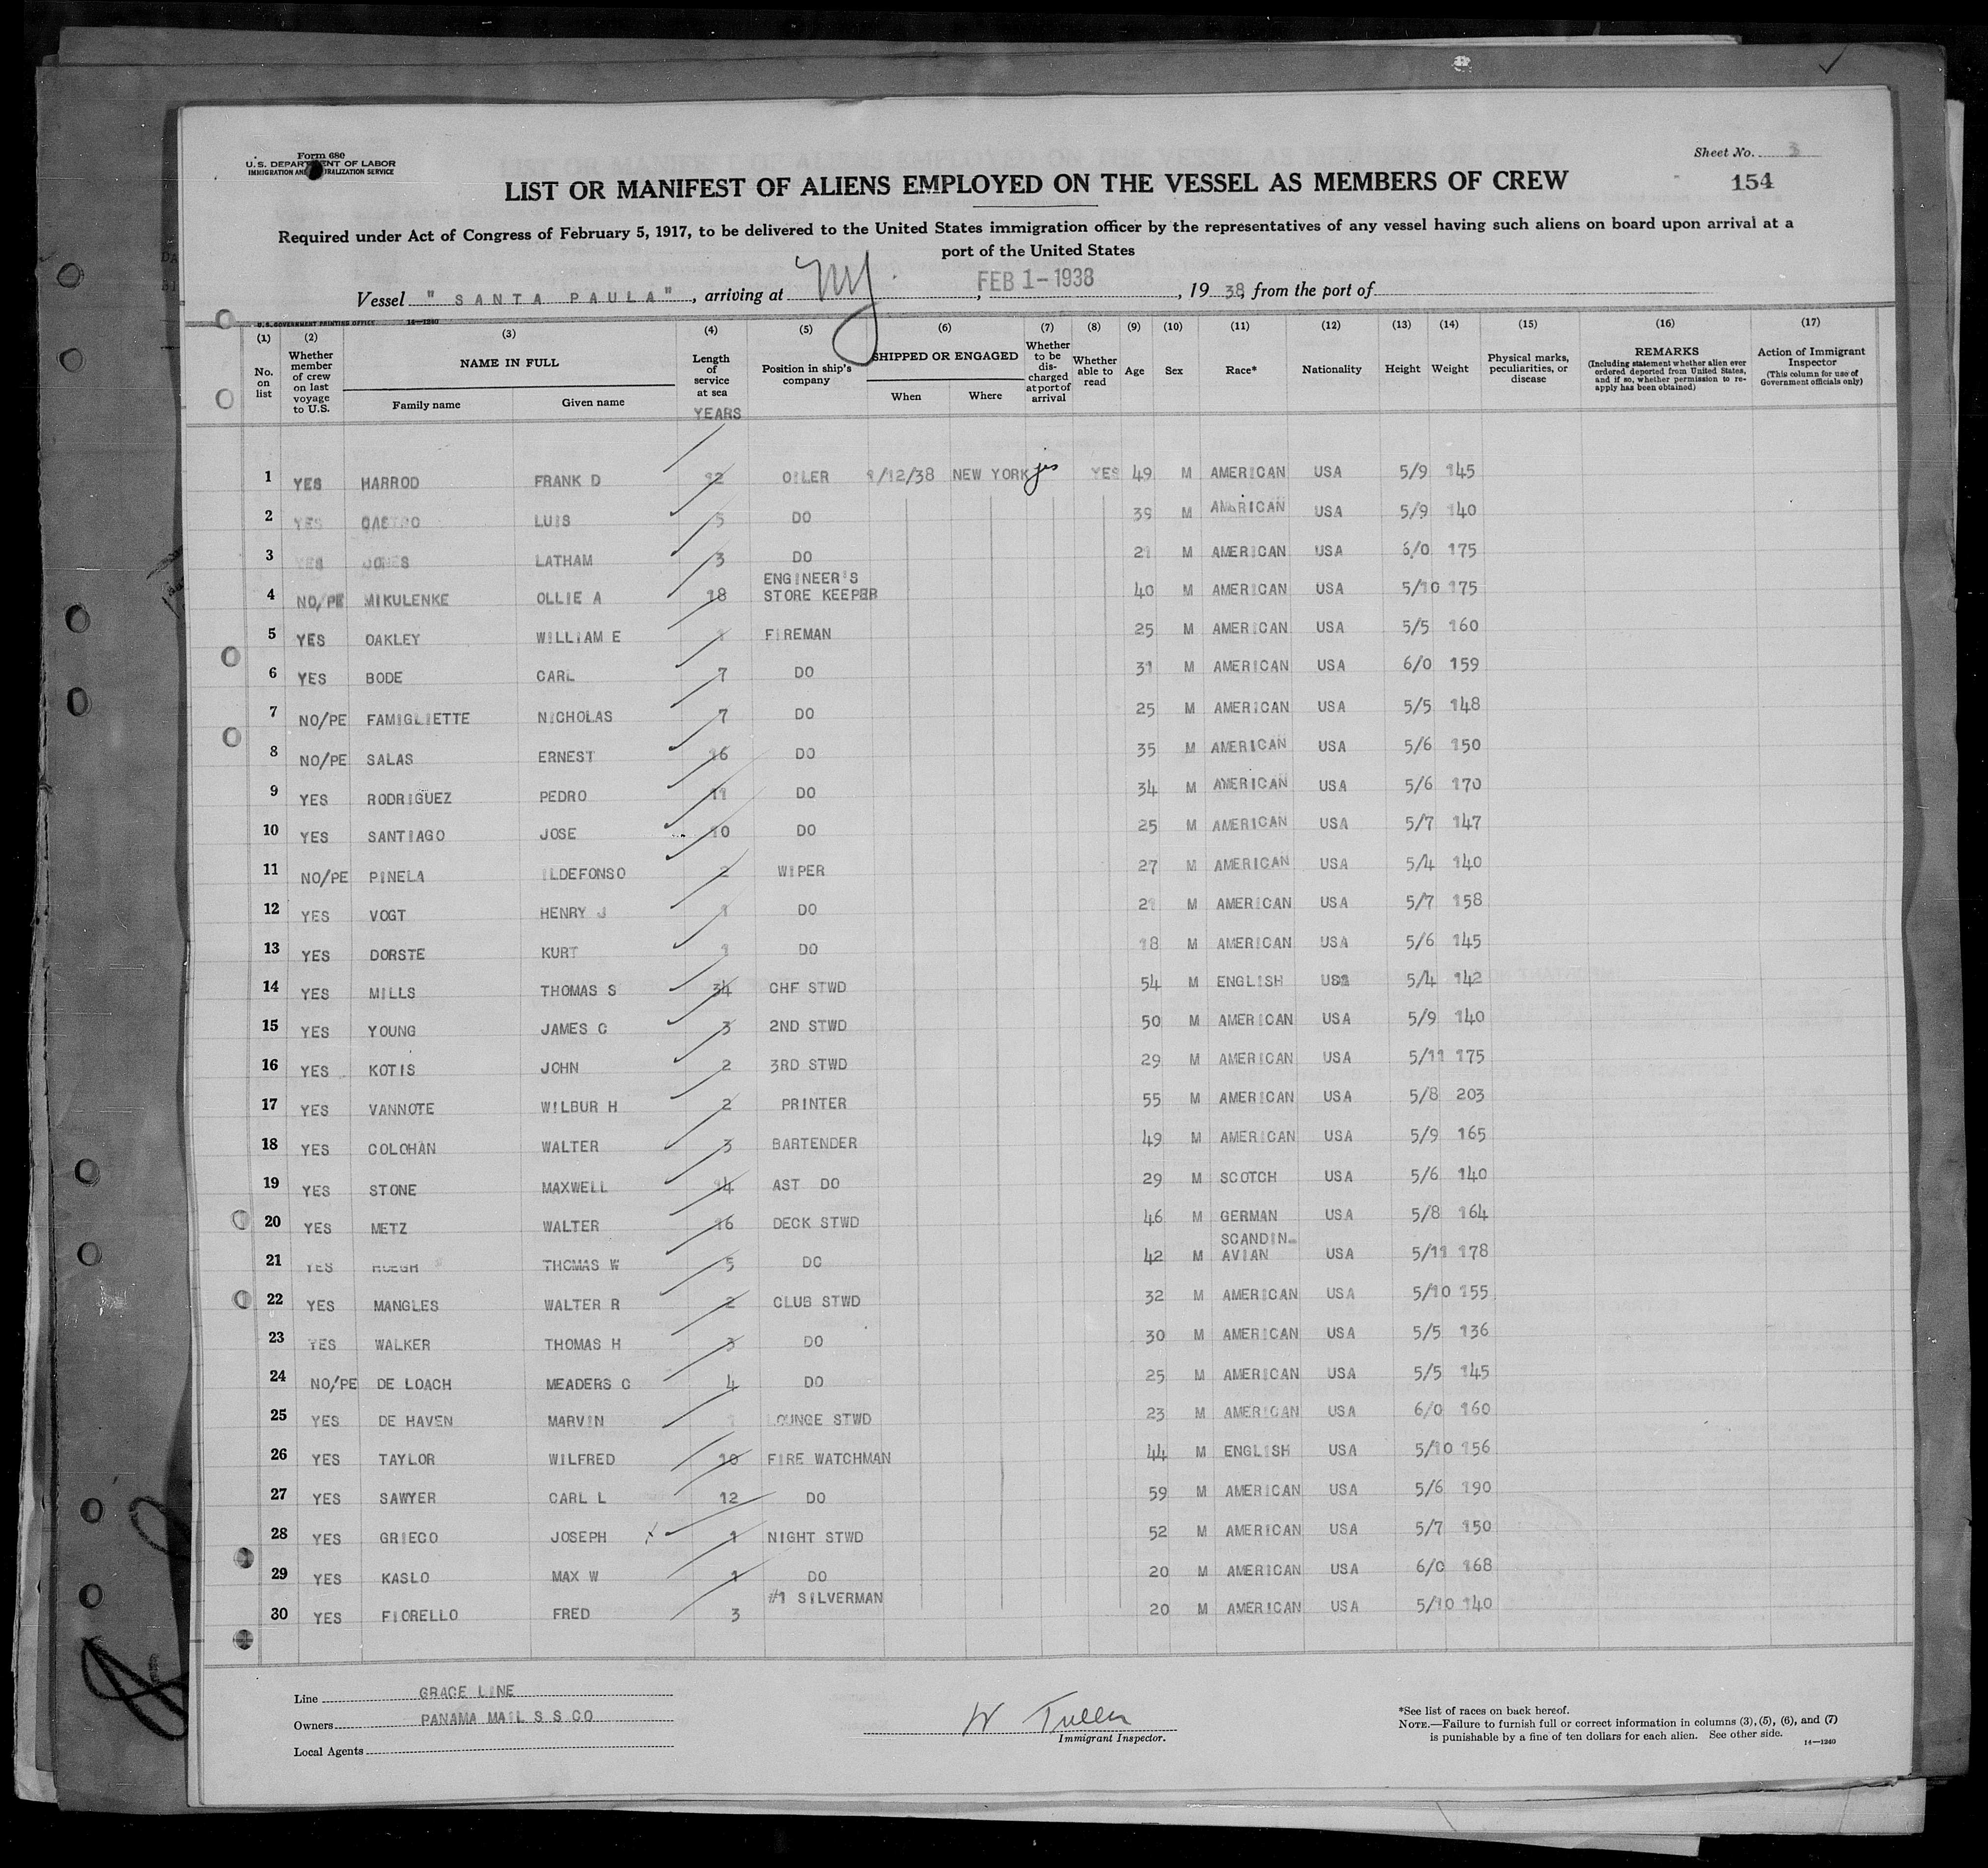 Form 680
U.S. DEPARTMENT OF LABOR
IMMIGRATION AND NATURALIZATION SERVICE
Sheet No. 3
154
LIST OR MANIFEST OF ALIENS EMPLOYED ON THE VESSEL AS MEMBERS OF CREW
Required under Act of Congress of February 5, 1917, to be delivered to the United States immigration officer by the representatives of any vessel having such aliens on board upon arrival at a
port of the United States
Vessel "SANTA PAULA", arriving at NY, FEB 1-1938, 1938, from the port of
U.S. GOVERNMENT PRINTING OFFICE 14—1240
(1) No. on list
(2) Whether member of crew on last voyage to U.S.
(3) NAME IN FULL Family name Given name
(4) Length of service at sea YEARS
(5) Position in ship's company
(6) SHIPPED OR ENGAGED When Where
(7) Whether to be discharged at port of arrival
(8) Whether able to read
(9) Age
(10) Sex
(11) Race*
(12) Nationality
(13) Height
(14) Weight
(15) Physical marks, peculiarities, or disease
(16) REMARKS (Including statement whether alien ever ordered deported from United States, and if so, whether permission to reapply has been obtained)
(17) Action of Immigrant Inspector (This column for use of Government officials only)
1 YES HARROD FRANK D 12 OILER 1/12/38 NEW YORK yes YES 49 M AMERICAN USA 5/9 145
2 YES CASTRO LUIS 5 DO 39 M AMERICAN USA 5/9 140
3 YES JONES LATHAM 3 DO 21 M AMERICAN USA 6/0 175
4 NO/PE MIKULENKE OLLIE A 18 ENGINEER'S STORE KEEPER 40 M AMERICAN USA 5/10 175
5 YES OAKLEY WILLIAM E 1 FIREMAN 25 M AMERICAN USA 5/5 160
6 YES BODE CARL 7 DO 31 M AMERICAN USA 6/0 159
7 NO/PE FAMIGLIETTE NICHOLAS 7 DO 25 M AMERICAN USA 5/5 148
8 NO/PE SALAS ERNEST 16 DO 35 M AMERICAN USA 5/6 150
9 YES RODRIGUEZ PEDRO 11 DO 34 M AMERICAN USA 5/6 170
10 YES SANTIAGO JOSE 10 DO 25 M AMERICAN USA 5/7 147
11 NO/PE PINELA ILDEFONSO 2 WIPER 27 M AMERICAN USA 5/4 140
12 YES VOGT HENRY J 1 DO 21 M AMERICAN USA 5/7 158
13 YES DORSTE KURT 1 DO 18 M AMERICAN USA 5/6 145
14 YES MILLS THOMAS S 34 CHF STWD 54 M ENGLISH USA 5/4 142
15 YES YOUNG JAMES C 3 2ND STWD 50 M AMERICAN USA 5/9 140
16 YES KOTIS JOHN 2 3RD STWD 29 M AMERICAN USA 5/11 175
17 YES VANNOTE WILBUR H 2 PRINTER 55 M AMERICAN USA 5/8 203
18 YES COLOHAN WALTER 3 BARTENDER 49 M AMERICAN USA 5/9 165
19 YES STONE MAXWELL 14 AST DO 29 M SCOTCH USA 5/6 140
20 YES METZ WALTER 16 DECK STWD 46 M GERMAN USA 5/8 164
21 YES HOEGH THOMAS W 5 DO 42 M SCANDINAVIAN USA 5/11 178
22 YES MANGLES WALTER R 2 CLUB STWD 32 M AMERICAN USA 5/10 155
23 YES WALKER THOMAS H 3 DO 30 M AMERICAN USA 5/5 136
24 NO/PE DE LOACH MEADERS C 4 DO 25 M AMERICAN USA 5/5 145
25 YES DE HAVEN MARVIN 1 LOUNGE STWD 23 M AMERICAN USA 6/0 160
26 YES TAYLOR WILFRED 10 FIRE WATCHMAN 44 M ENGLISH USA 5/10 156
27 YES SAWYER CARL L 12 DO 59 M AMERICAN USA 5/6 190
28 YES GRIECO JOSEPH 1 NIGHT STWD 52 M AMERICAN USA 5/7 150
29 YES KASLO MAX W 1 DO 20 M AMERICAN USA 6/0 168
30 YES FIORELLO FRED 3 #1 SILVERMAN 20 M AMERICAN USA 5/10 140
Line GRACE LINE
Owners PANAMA MAIL S S CO
Local Agents
W Tuller
Immigrant Inspector.
*See list of races on back hereof.
NOTE.—Failure to furnish full or correct information in columns (3), (5), (6), and (7)
is punishable by a fine of ten dollars for each alien. See other side. 14—1240